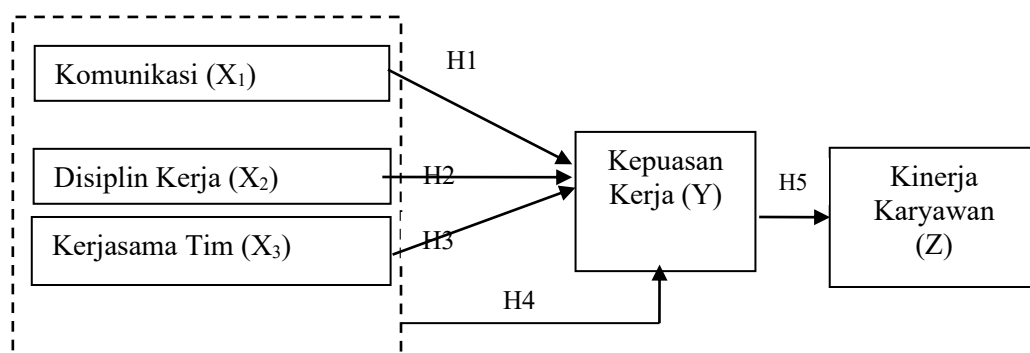 H1
Komunikasi (X₁)
Disiplin Kerja (X₂)
H2
Kerjasama Tim (X₃)
H3
H4
Kepuasan
Kerja (Y)
H5
Kinerja
Karyawan
(Z)